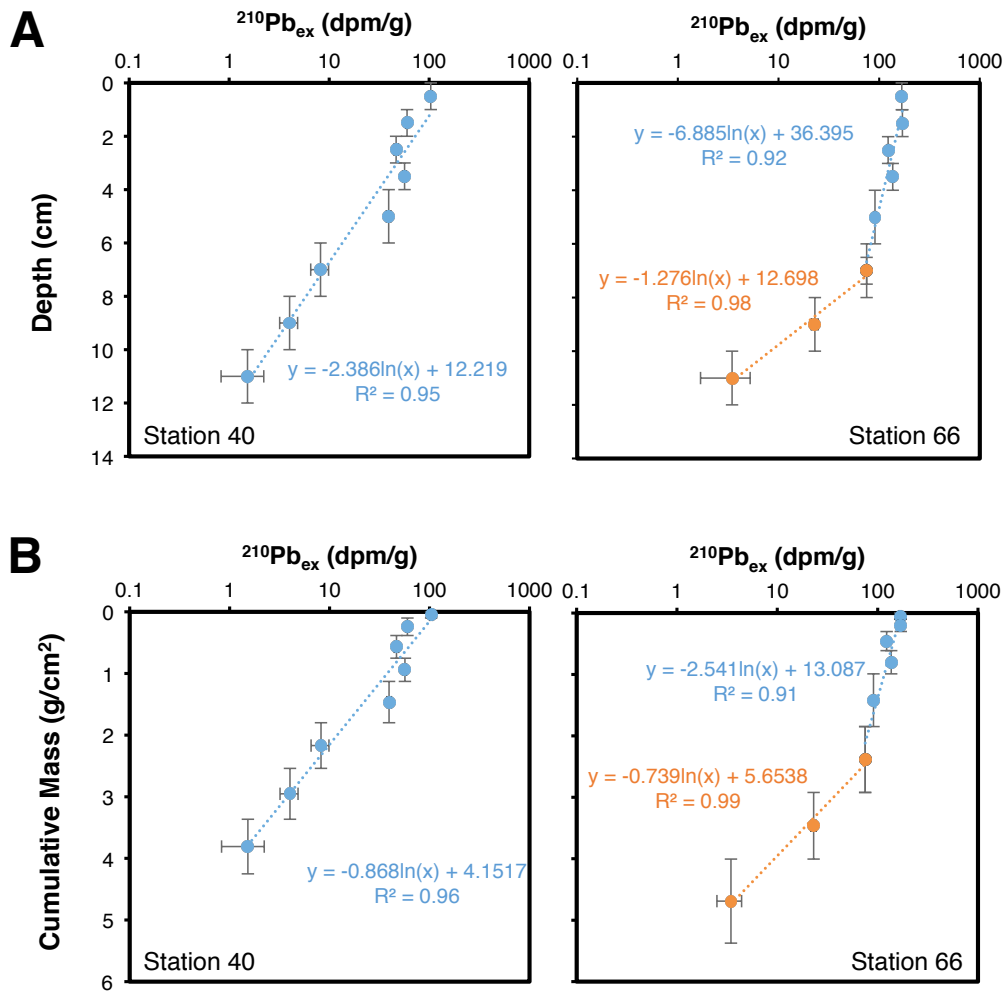 A
²¹⁰Pbₑₓ (dpm/g)
²¹⁰Pbₑₓ (dpm/g)
0.1 1 10 100 1000
0.1 1 10 100 1000
Depth (cm)
0
2
4
6
8
10
12
14
y = -2.386ln(x) + 12.219
R² = 0.95
Station 40
y = -6.885ln(x) + 36.395
R² = 0.92
y = -1.276ln(x) + 12.698
R² = 0.98
Station 66
B
²¹⁰Pbₑₓ (dpm/g)
²¹⁰Pbₑₓ (dpm/g)
0.1 1 10 100 1000
0.1 1 10 100 1000
Cumulative Mass (g/cm²)
0
1
2
3
4
5
6
y = -0.868ln(x) + 4.1517
R² = 0.96
Station 40
y = -2.541ln(x) + 13.087
R² = 0.91
y = -0.739ln(x) + 5.6538
R² = 0.99
Station 66